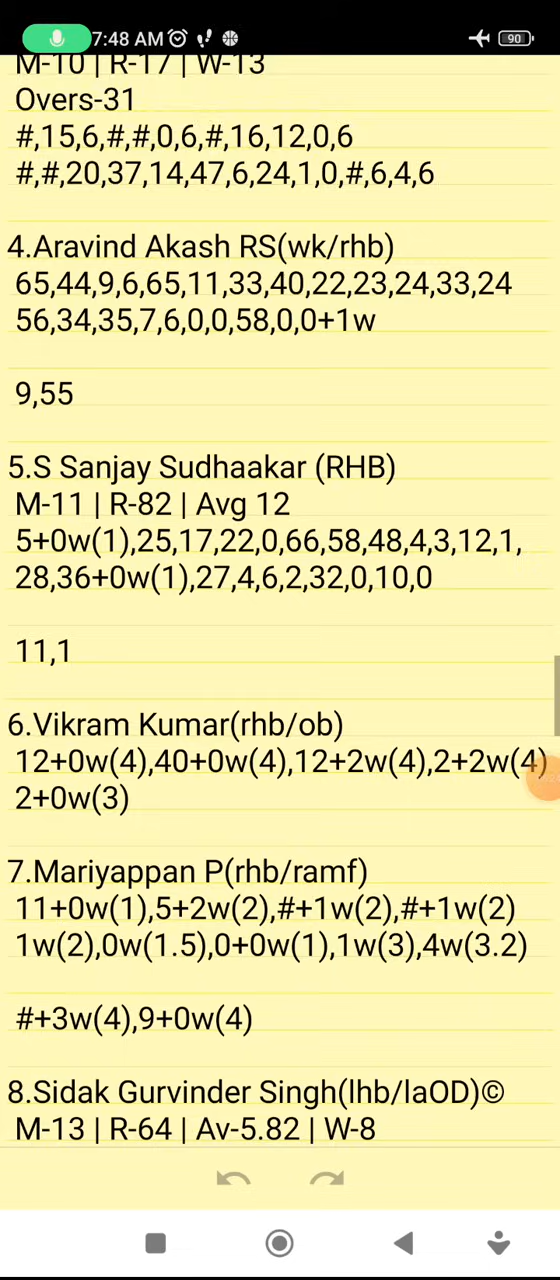 7:48 AM
90
M-10 | R-17 | W-13
Overs-31
#,15,6,#,#,0,6,#,16,12,0,6
#,#,20,37,14,47,6,24,1,0,#,6,4,6
4.Aravind Akash RS(wk/rhb)
65,44,9,6,65,11,33,40,22,23,24,33,24
56,34,35,7,6,0,0,58,0,0+1w
9,55
5.S Sanjay Sudhaakar (RHB)
M-11 | R-82 | Avg 12
5+0w(1),25,17,22,0,66,58,48,4,3,12,1,
28,36+0w(1),27,4,6,2,32,0,10,0
11,1
6.Vikram Kumar(rhb/ob)
12+0w(4),40+0w(4),12+2w(4),2+2w(4)
2+0w(3)
7.Mariyappan P(rhb/ramf)
11+0w(1),5+2w(2),#+1w(2),#+1w(2)
1w(2),0w(1.5),0+0w(1),1w(3),4w(3.2)
#+3w(4),9+0w(4)
8.Sidak Gurvinder Singh(lhb/laOD)©
M-13 | R-64 | Av-5.82 | W-8